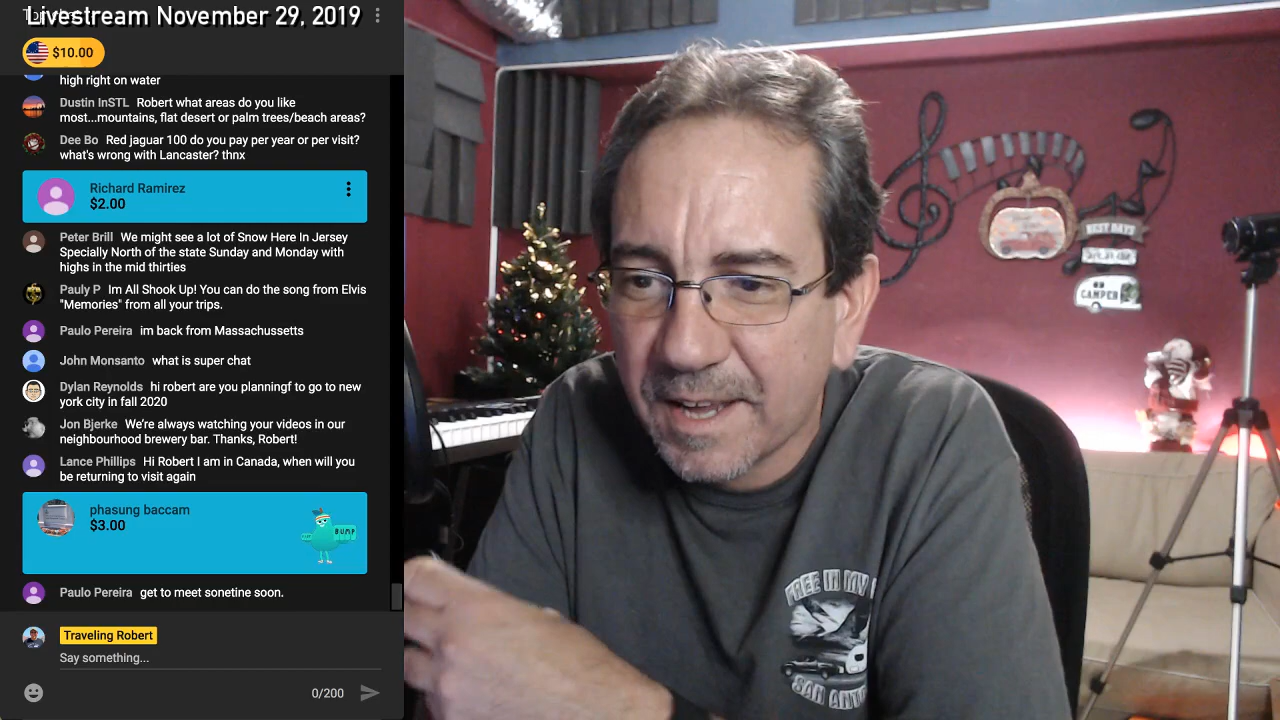 Livestream November 29, 2019
$10.00
high right on water
Dustin InSTL Robert what areas do you like
most...mountains, flat desert or palm trees/beach areas?
Dee Bo Red jaguar 100 do you pay per year or per visit?
what's wrong with Lancaster? thnx
Richard Ramirez
$2.00
Peter Brill We might see a lot of Snow Here In Jersey
Specially North of the state Sunday and Monday with
highs in the mid thirties
Pauly P Im All Shook Up! You can do the song from Elvis
"Memories" from all your trips.
Paulo Pereira im back from Massachussetts
John Monsanto what is super chat
Dylan Reynolds hi robert are you planningf to go to new
york city in fall 2020
Jon Bjerke We're always watching your videos in our
neighbourhood brewery bar. Thanks, Robert!
Lance Phillips Hi Robert I am in Canada, when will you
be returning to visit again
phasung baccam
$3.00
BUMP
Paulo Pereira get to meet sonetine soon.
Traveling Robert
Say something...
0/200
BEST DAYS
CAMPER
FREE IN MY
SAN ANTO